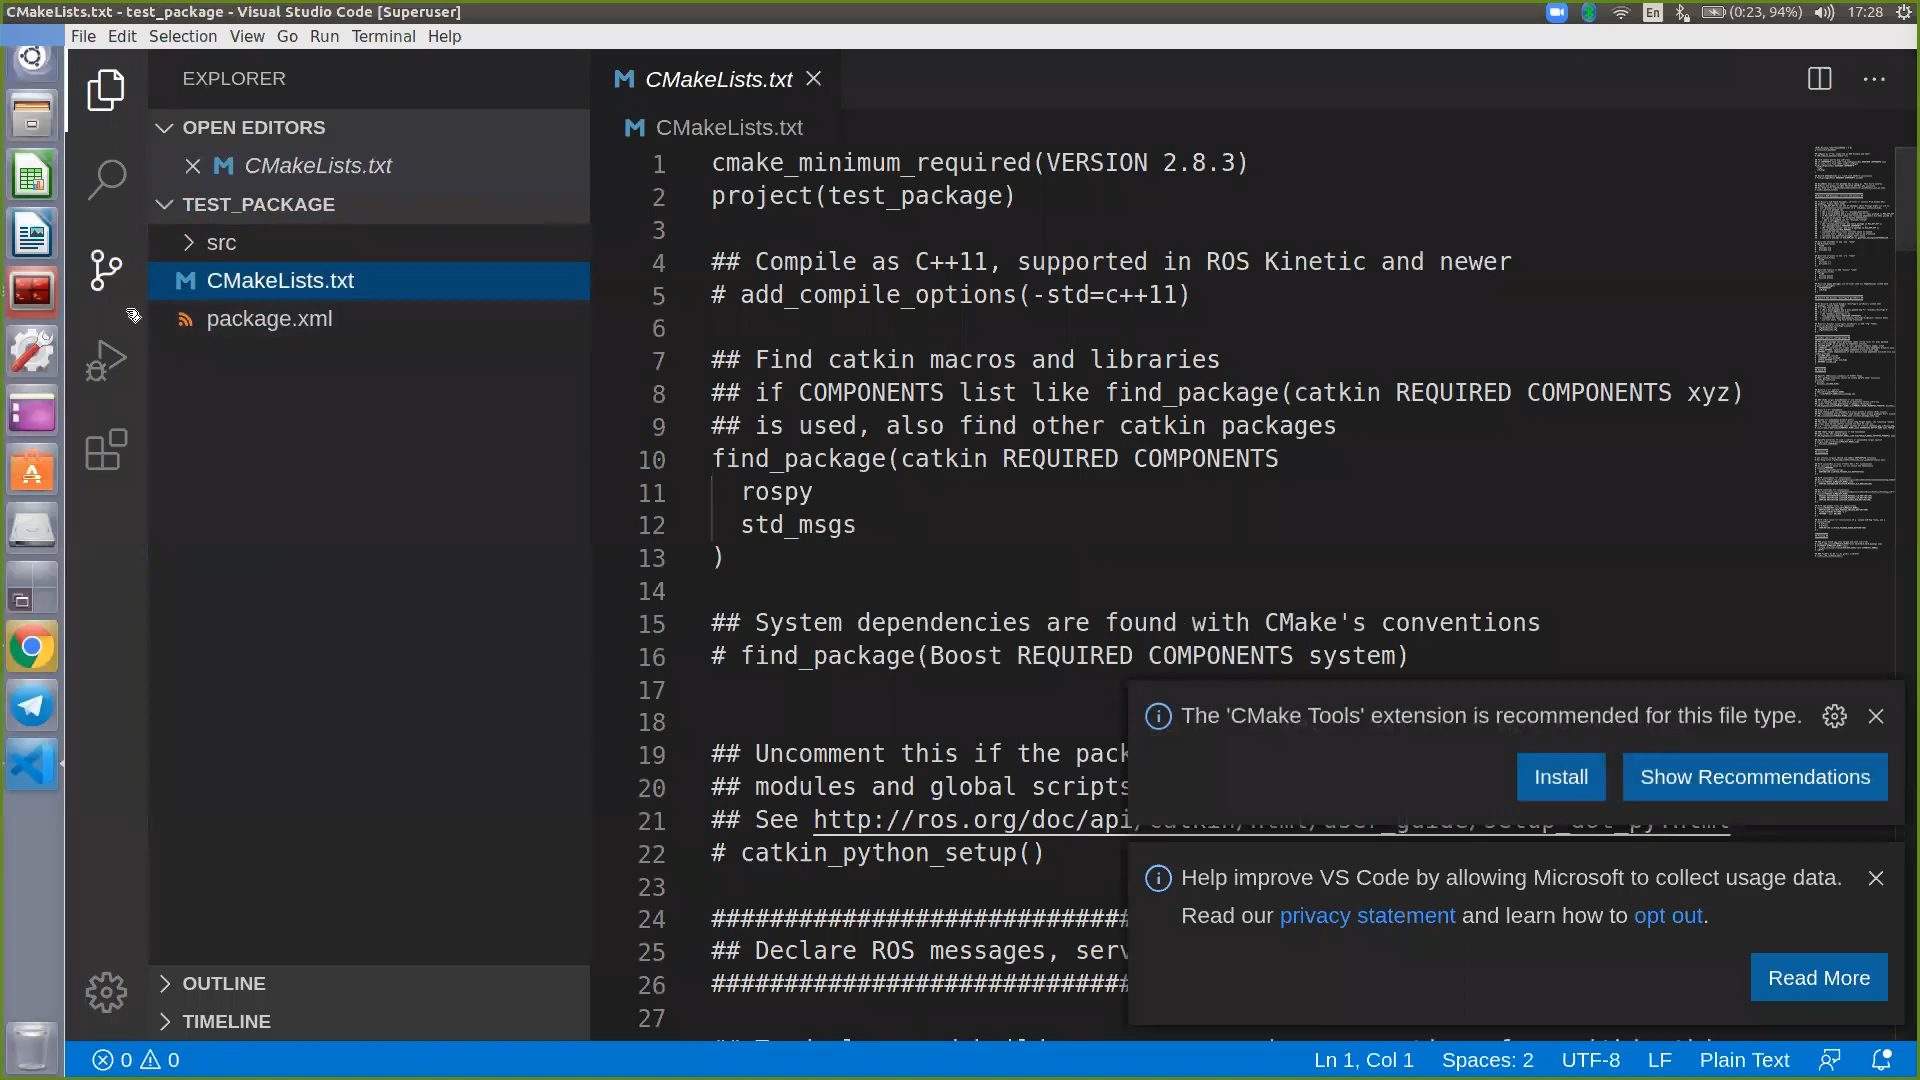 CMakeLists.txt - test_package - Visual Studio Code [Superuser]
En
(0:23, 94%)
17:28
File Edit Selection View Go Run Terminal Help
EXPLORER
OPEN EDITORS
CMakeLists.txt
TEST_PACKAGE
src
CMakeLists.txt
package.xml
OUTLINE
TIMELINE
CMakeLists.txt
CMakeLists.txt
1 cmake_minimum_required(VERSION 2.8.3)
2 project(test_package)
3
4 ## Compile as C++11, supported in ROS Kinetic and newer
5 # add_compile_options(-std=c++11)
6
7 ## Find catkin macros and libraries
8 ## if COMPONENTS list like find_package(catkin REQUIRED COMPONENTS xyz)
9 ## is used, also find other catkin packages
10 find_package(catkin REQUIRED COMPONENTS
11 rospy
12 std_msgs
13 )
14
15 ## System dependencies are found with CMake's conventions
16 # find_package(Boost REQUIRED COMPONENTS system)
17
18
19 ## Uncomment this if the pack
20 ## modules and global scripts
21 ## See http://ros.org/doc/api/catkin/html/user_guide/setup_dot_py.html
22 # catkin_python_setup()
23
24 #############################
25 ## Declare ROS messages, serv
26 #############################
27
The 'CMake Tools' extension is recommended for this file type.
Install Show Recommendations
Help improve VS Code by allowing Microsoft to collect usage data.
Read our privacy statement and learn how to opt out.
Read More
0 0
Ln 1, Col 1 Spaces: 2 UTF-8 LF Plain Text